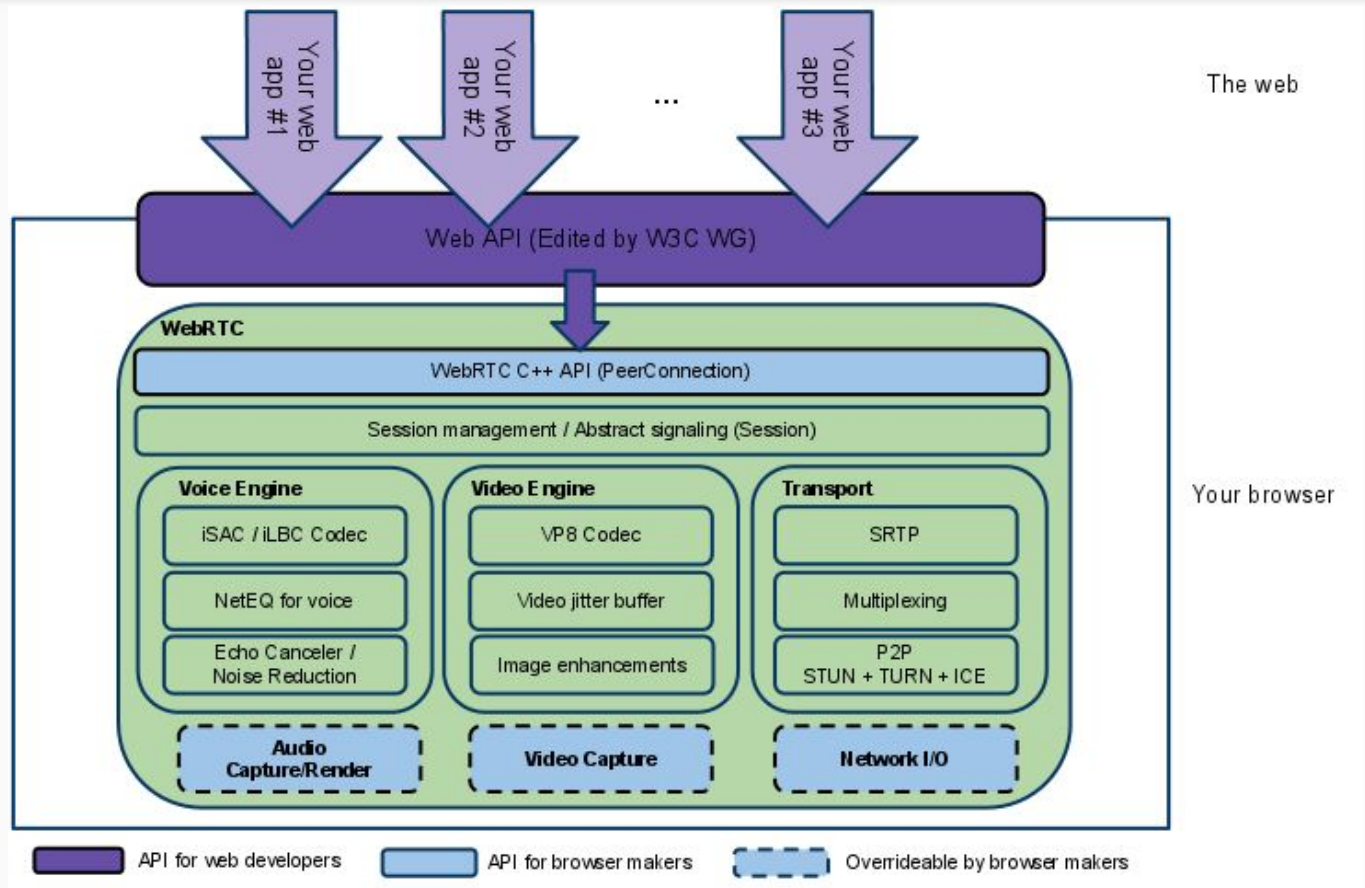 Your web
app #1
Your web
app #2
...
Your web
app #3
The web
Web API (Edited by W3C WG)
WebRTC
WebRTC C++ API (PeerConnection)
Session management / Abstract signaling (Session)
Voice Engine
iSAC / iLBC Codec
NetEQ for voice
Echo Canceler /
Noise Reduction
Video Engine
VP8 Codec
Video jitter buffer
Image enhancements
Transport
SRTP
Multiplexing
P2P
STUN + TURN + ICE
Your browser
Audio
Capture/Render
Video Capture
Network I/O
API for web developers
API for browser makers
Overrideable by browser makers